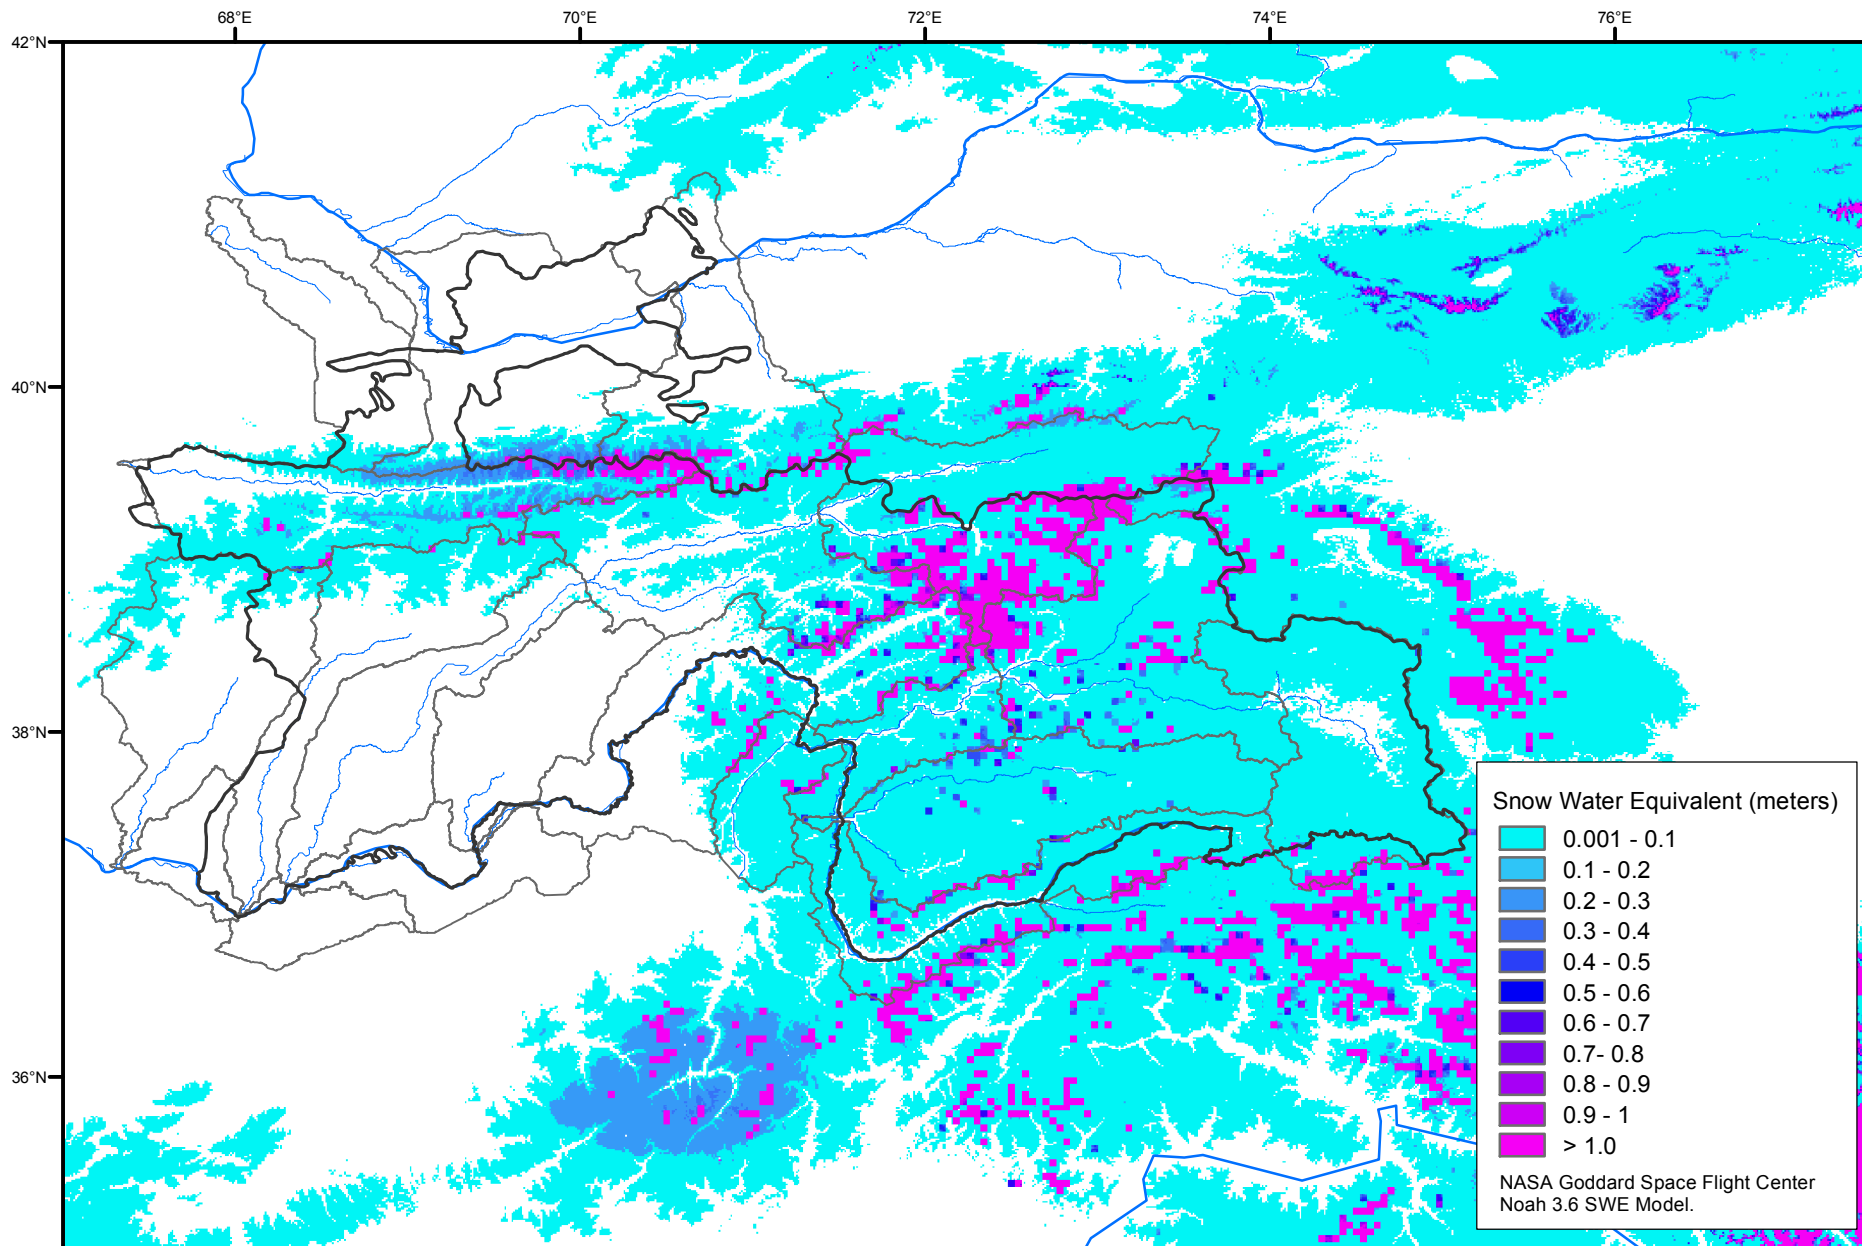 68°E
70°E
72°E
74°E
76°E
42°N
40°N
38°N
36°N
Snow Water Equivalent (meters)
0.001 - 0.1
0.1 - 0.2
0.2 - 0.3
0.3 - 0.4
0.4 - 0.5
0.5 - 0.6
0.6 - 0.7
0.7- 0.8
0.8 - 0.9
0.9 - 1
> 1.0
NASA Goddard Space Flight Center
Noah 3.6 SWE Model.